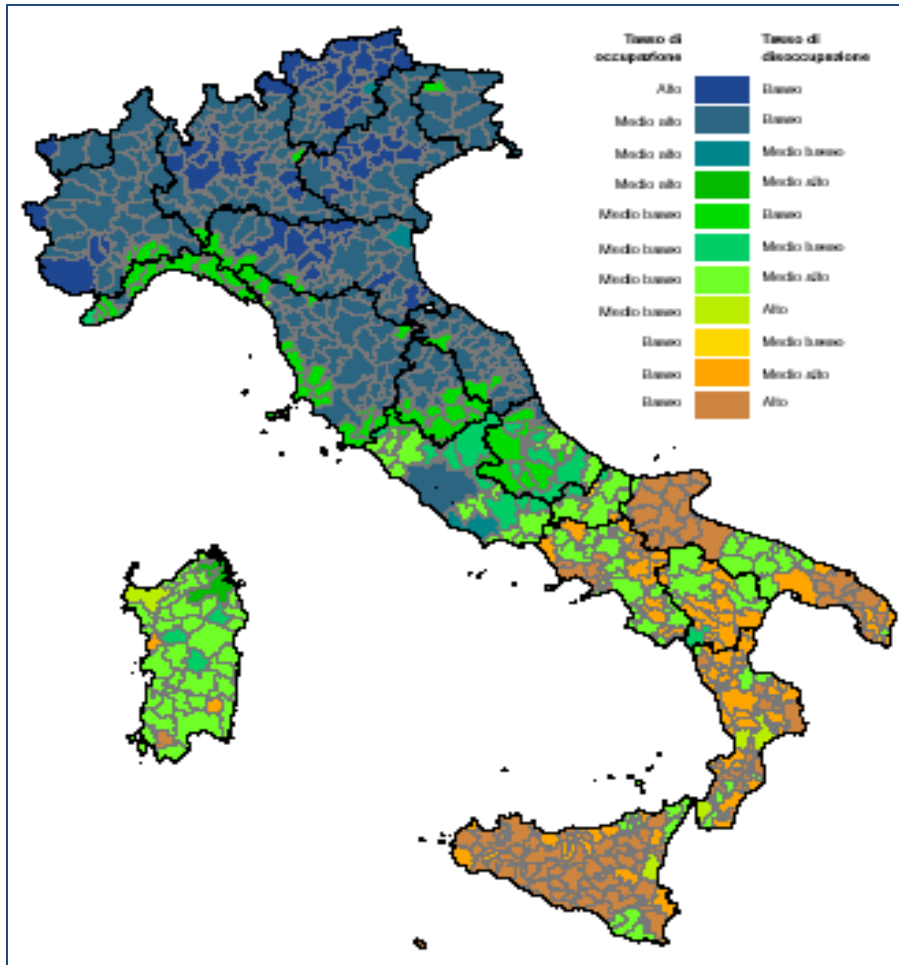 Tasso di Tasso di
occupazione disoccupazione
Alto Basso
Medio alto Basso
Medio alto Medio basso
Medio alto Medio alto
Medio basso Basso
Medio basso Medio basso
Medio basso Medio alto
Medio basso Alto
Basso Medio basso
Basso Medio alto
Basso Alto